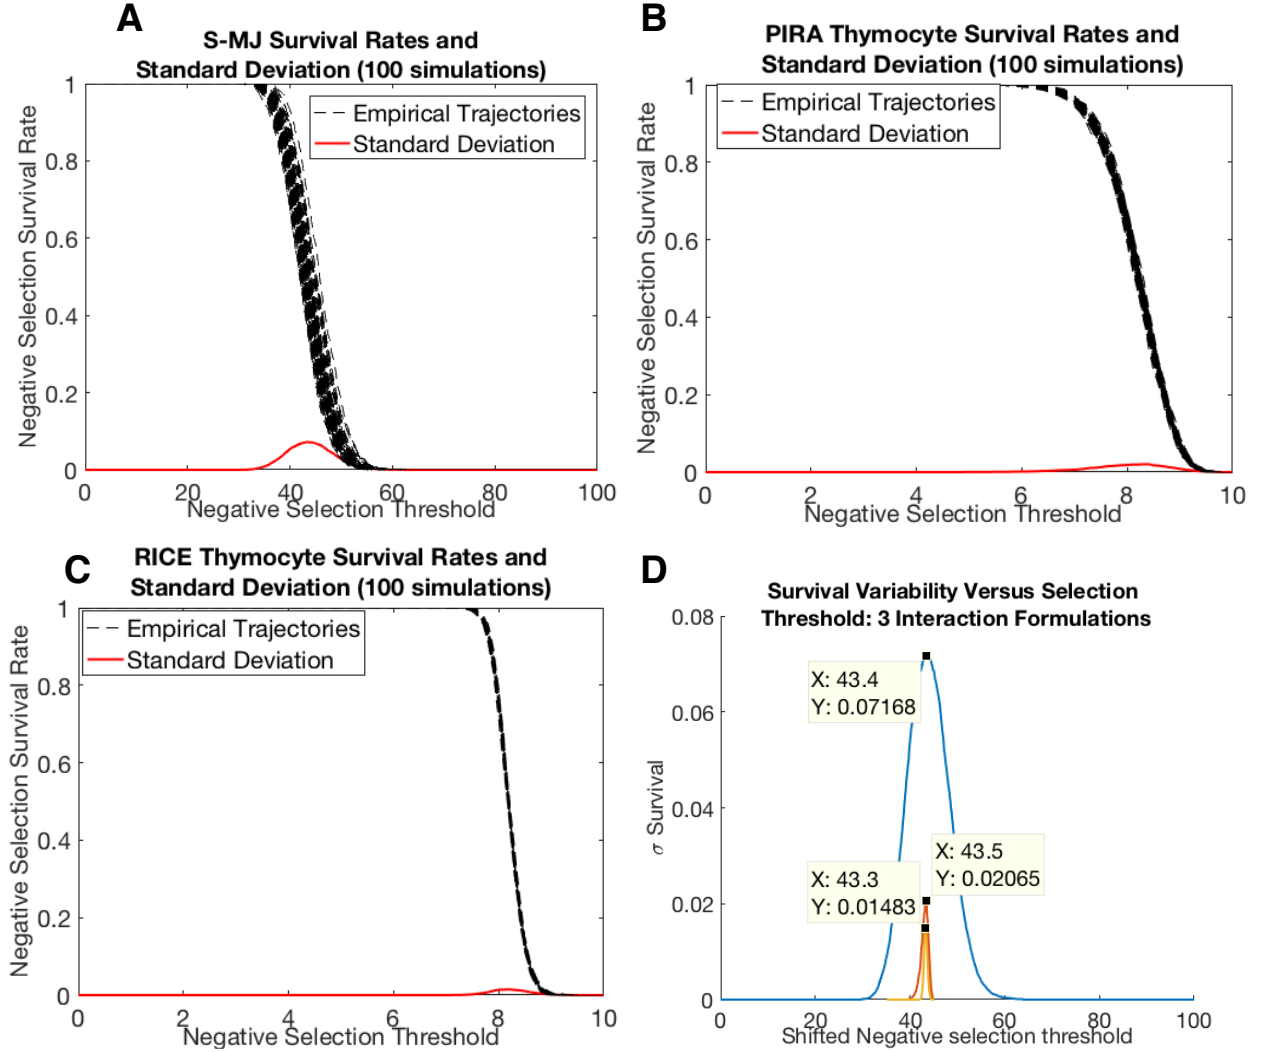 A
S-MJ Survival Rates and
Standard Deviation (100 simulations)
Negative Selection Survival Rate
1
0.8
0.6
0.4
0.2
0
Empirical Trajectories
Standard Deviation
0 20 40 60 80 100
Negative Selection Threshold
B
PIRA Thymocyte Survival Rates and
Standard Deviation (100 simulations)
Negative Selection Survival Rate
1
0.8
0.6
0.4
0.2
0
Empirical Trajectories
Standard Deviation
0 2 4 6 8 10
Negative Selection Threshold
C
RICE Thymocyte Survival Rates and
Standard Deviation (100 simulations)
Negative Selection Survival Rate
1
0.8
0.6
0.4
0.2
0
Empirical Trajectories
Standard Deviation
0 2 4 6 8 10
Negative Selection Threshold
D
Survival Variability Versus Selection
Threshold: 3 Interaction Formulations
σ Survival
0.08
0.06
0.04
0.02
0
X: 43.4
Y: 0.07168
X: 43.5
Y: 0.02065
X: 43.3
Y: 0.01483
0 20 40 60 80 100
Shifted Negative selection threshold